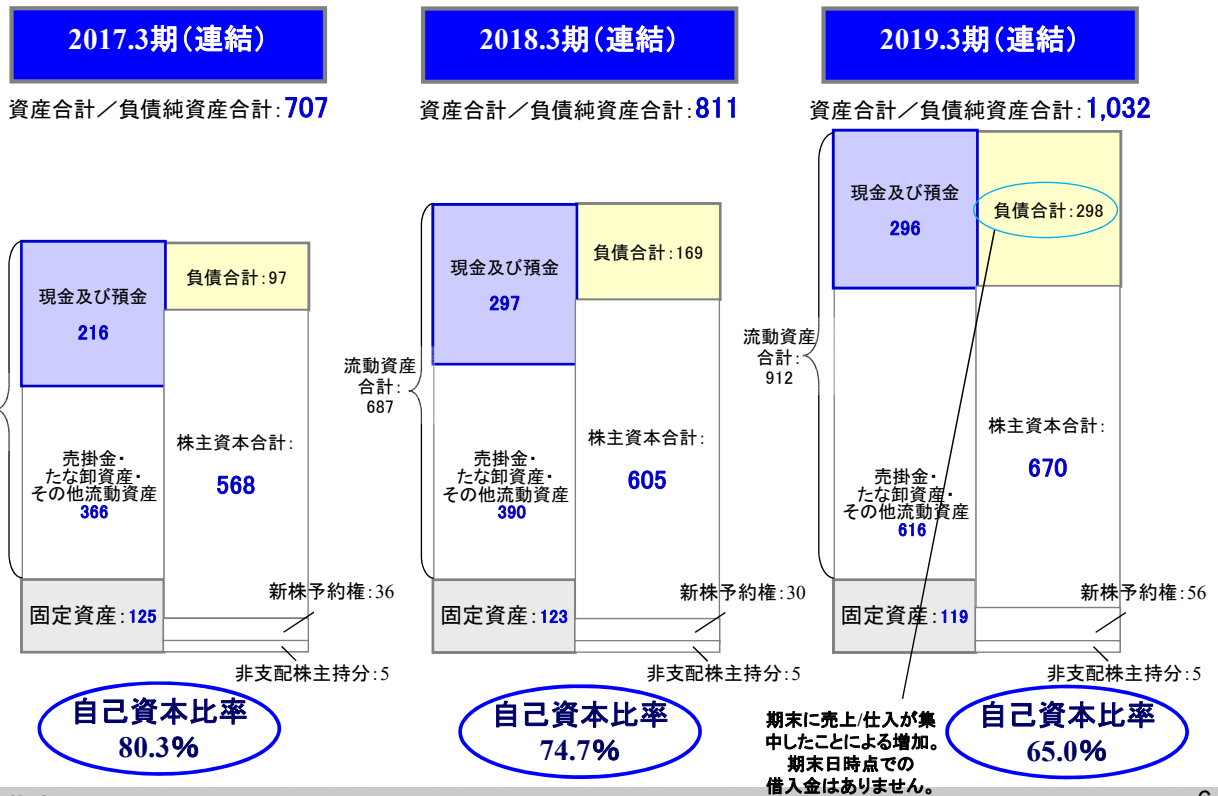 2017.3期(連結)
資産合計／負債純資産合計:707
現金及び預金
216
負債合計:97
売掛金・
たな卸資産・
その他流動資産
366
株主資本合計:
568
固定資産:125
新株予約権:36
非支配株主持分:5
自己資本比率
80.3%
2018.3期(連結)
資産合計／負債純資産合計:811
現金及び預金
297
負債合計:169
流動資産
合計:
687
売掛金・
たな卸資産・
その他流動資産
390
株主資本合計:
605
固定資産:123
新株予約権:30
非支配株主持分:5
自己資本比率
74.7%
2019.3期(連結)
資産合計／負債純資産合計:1,032
現金及び預金
296
負債合計:298
流動資産
合計:
912
売掛金・
たな卸資産・
その他流動資産
616
株主資本合計:
670
固定資産:119
新株予約権:56
非支配株主持分:5
期末に売上/仕入が集
中したことによる増加。
期末日時点での
借入金はありません。
自己資本比率
65.0%